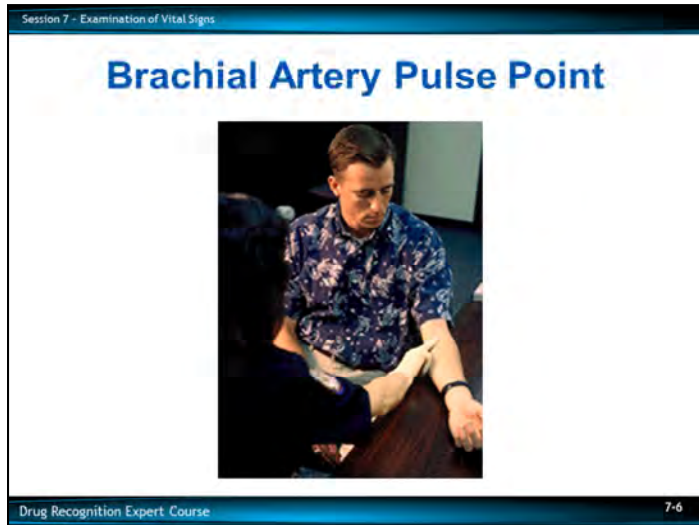 Session 7 - Examination of Vital Signs
Brachial Artery Pulse Point
Drug Recognition Expert Course
7-6